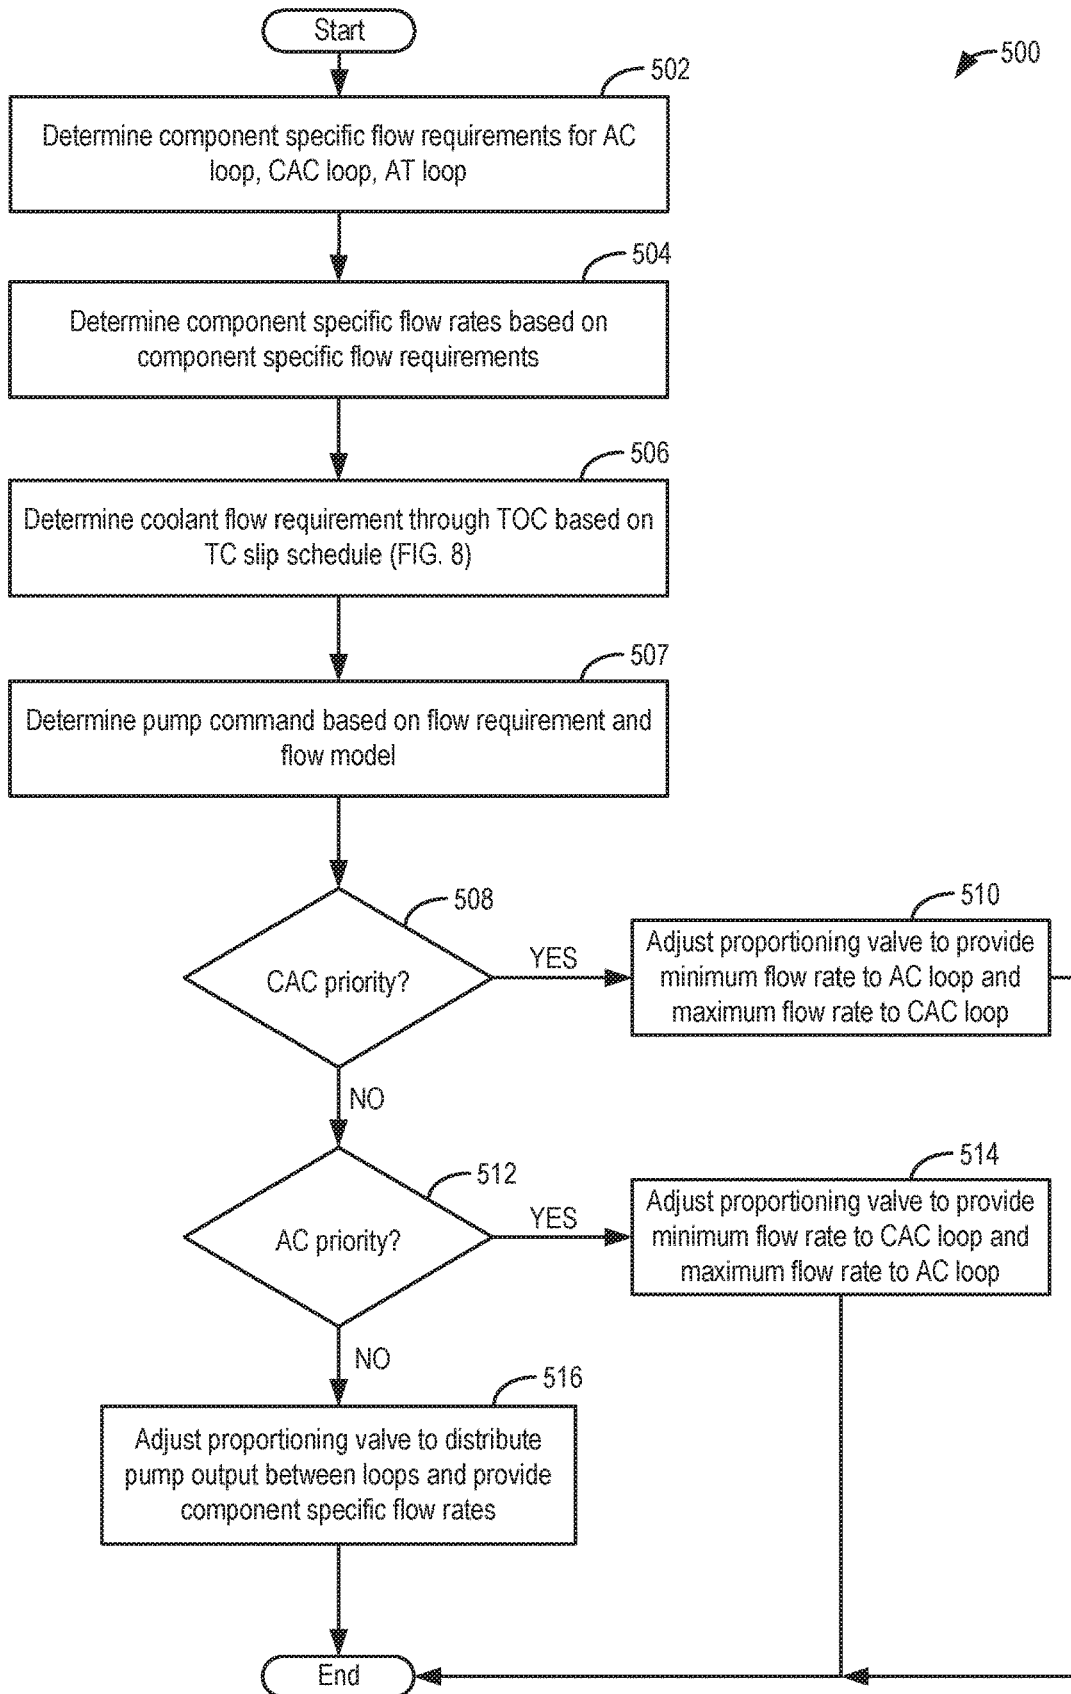 Start
500
502
Determine component specific flow requirements for AC
loop, CAC loop, AT loop
504
Determine component specific flow rates based on
component specific flow requirements
506
Determine coolant flow requirement through TOC based on
TC slip schedule (FIG. 8)
507
Determine pump command based on flow requirement and
flow model
508
CAC priority?
YES
510
Adjust proportioning valve to provide
minimum flow rate to AC loop and
maximum flow rate to CAC loop
NO
512
AC priority?
YES
514
Adjust proportioning valve to provide
minimum flow rate to CAC loop and
maximum flow rate to AC loop
NO
516
Adjust proportioning valve to distribute
pump output between loops and provide
component specific flow rates
End